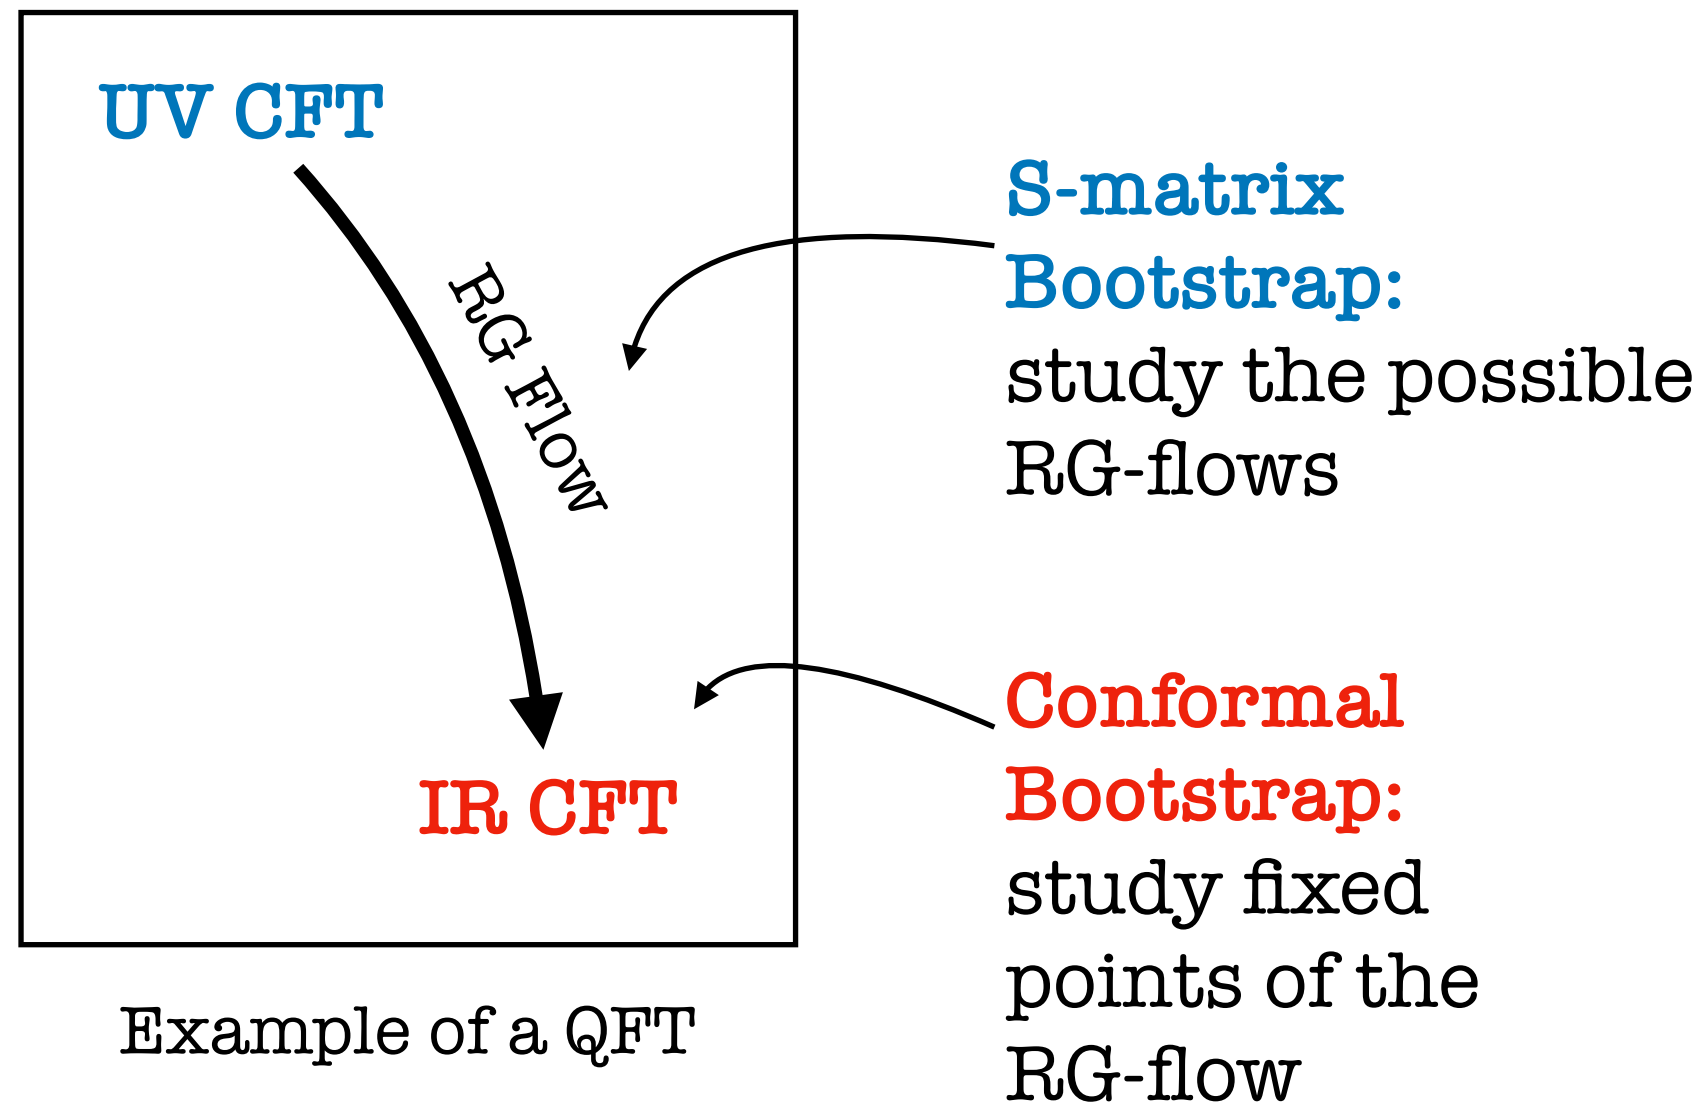 UV CFT
RG Flow
IR CFT
Example of a QFT
S-matrix
Bootstrap:
study the possible
RG-flows
Conformal
Bootstrap:
study fixed
points of the
RG-flow